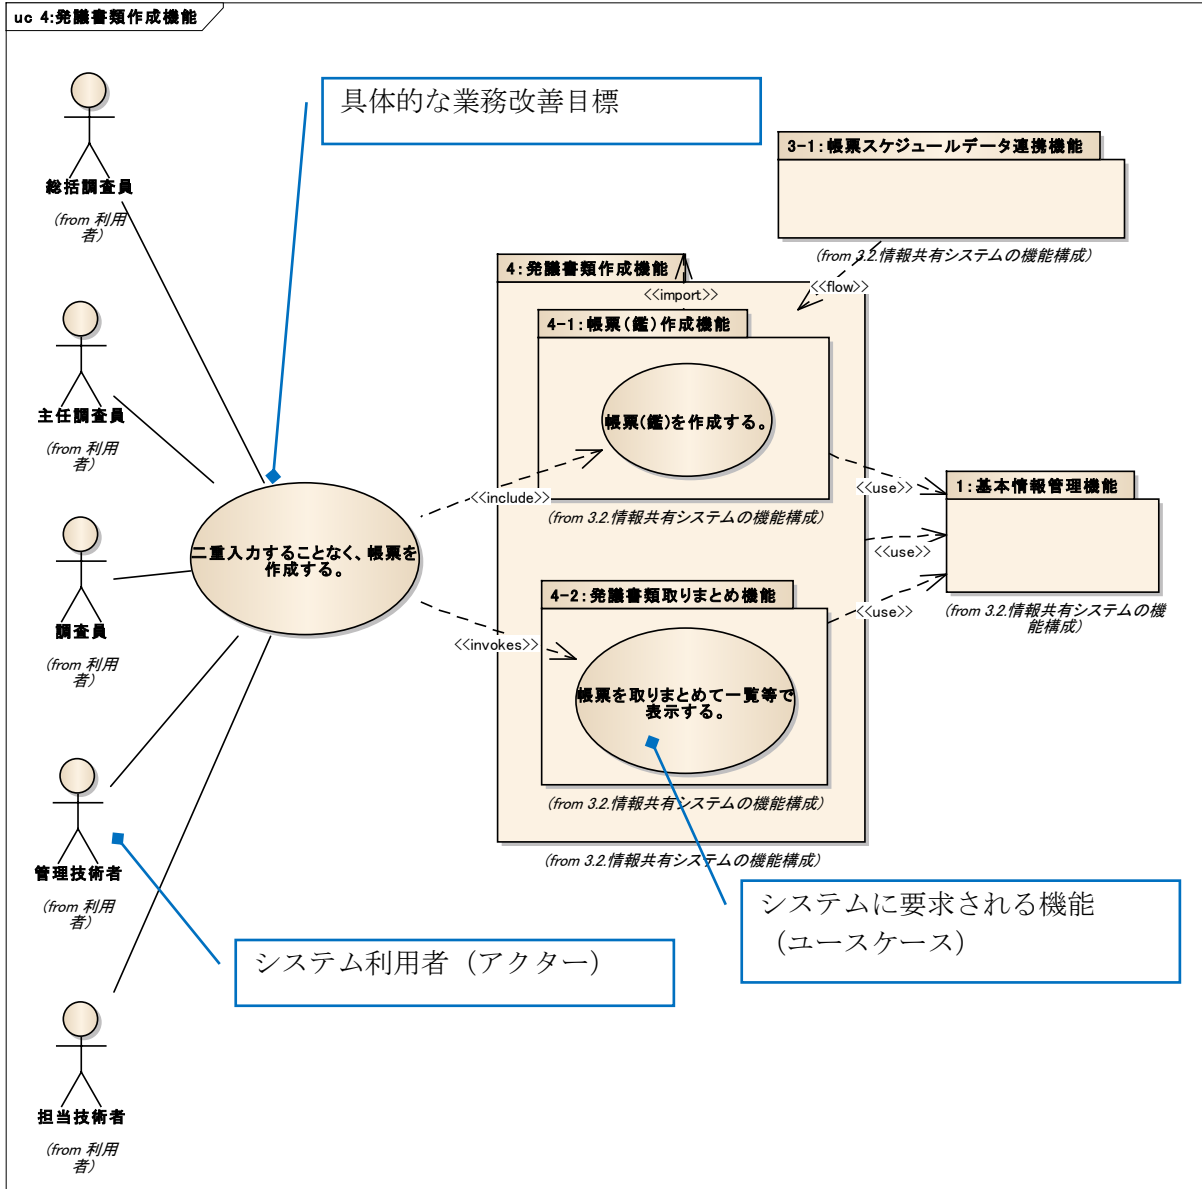 uc 4:発議書類作成機能
具体的な業務改善目標
総括調査員
(from 利用
者)
3-1:帳票スケジュールデータ連携機能
(from 3.2.情報共有システムの機能構成)
<<flow>>
4:発議書類作成機能
<<import>>
4-1:帳票(鑑)作成機能
帳票(鑑)を作成する。
(from 3.2.情報共有システムの機能構成)
主任調査員
(from 利用
者)
<<include>>
<<use>>
1:基本情報管理機能
(from 3.2.情報共有システムの機
能構成)
<<use>>
二重入力することなく、帳票を
作成する。
調査員
(from 利用
者)
4-2:発議書類取りまとめ機能
<<use>>
<<invokes>>
帳票を取りまとめて一覧等で
表示する。
(from 3.2.情報共有システムの機能構成)
(from 3.2.情報共有システムの機能構成)
管理技術者
(from 利用
者)
システムに要求される機能
(ユースケース)
システム利用者(アクター)
担当技術者
(from 利用
者)